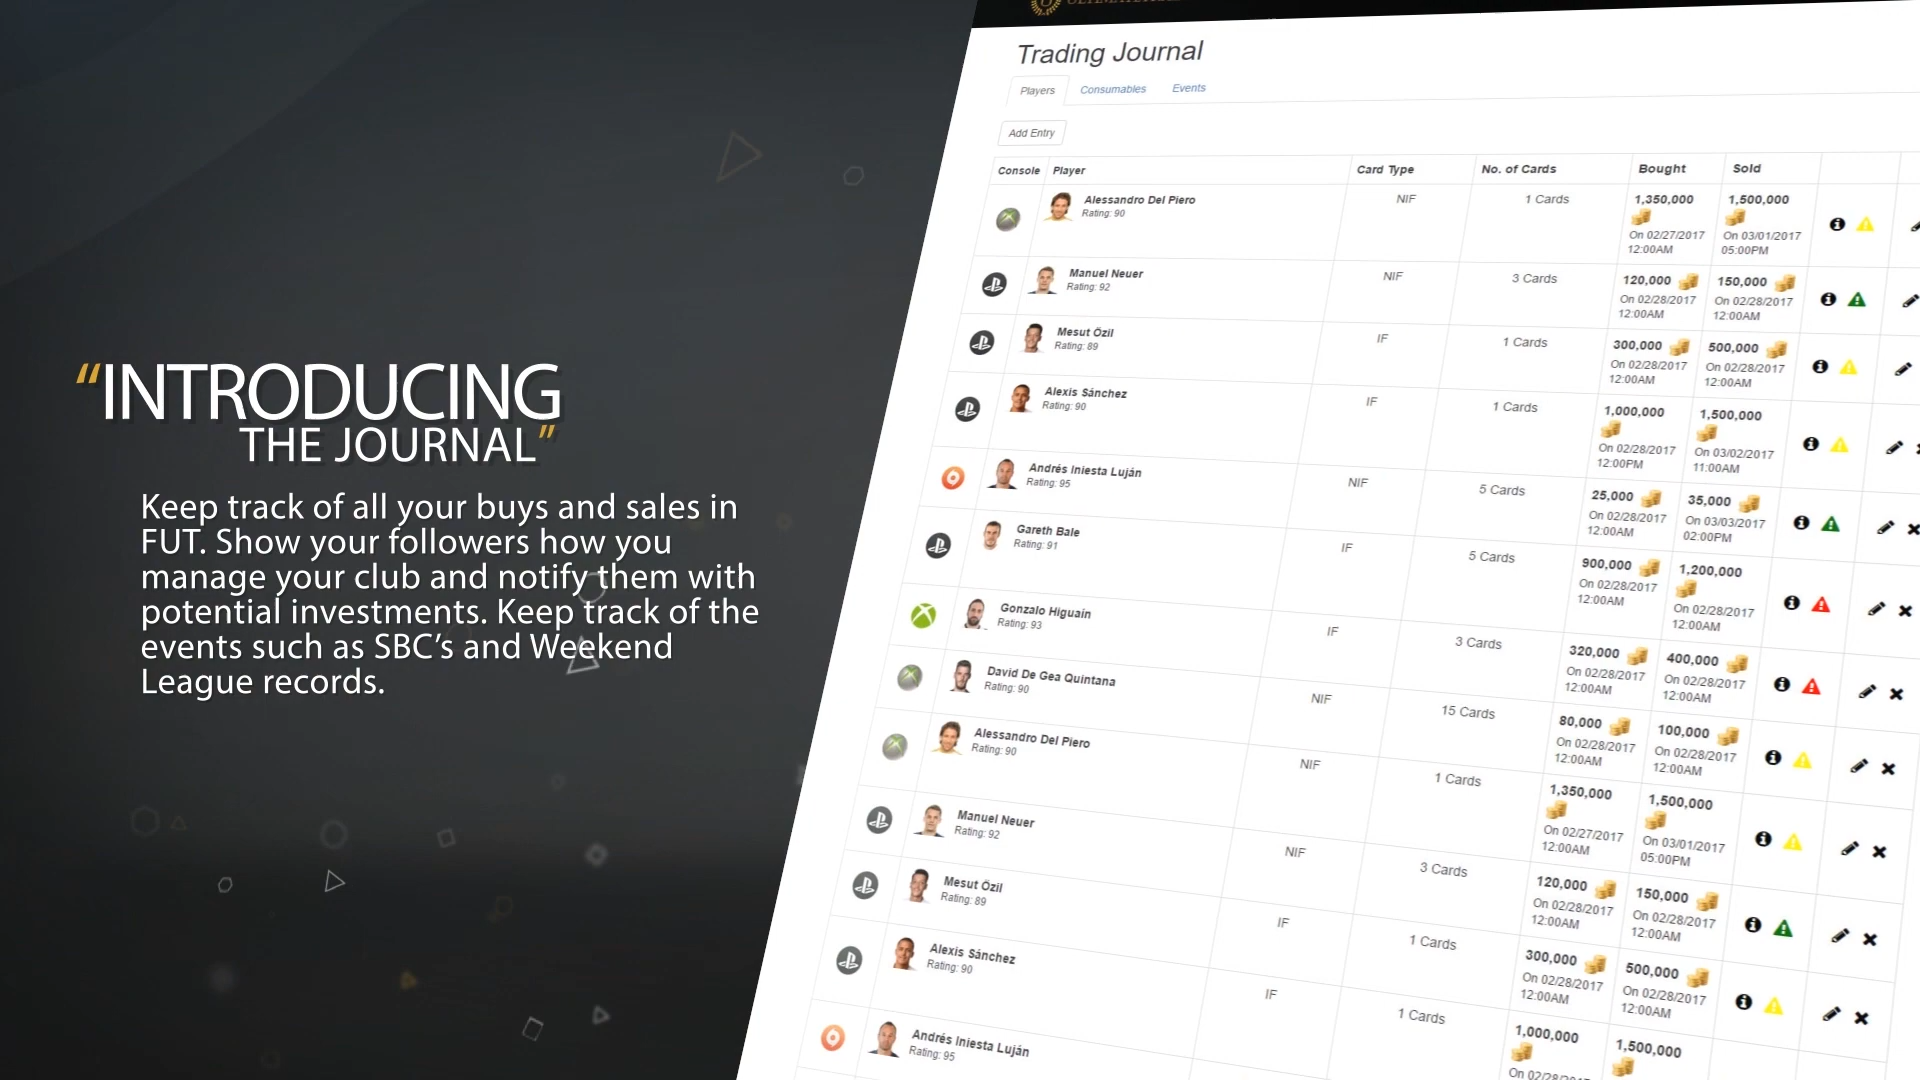 “INTRODUCING
THE JOURNAL”
Keep track of all your buys and sales in
FUT. Show your followers how you
manage your club and notify them with
potential investments. Keep track of the
events such as SBC’s and Weekend
League records.
Trading Journal
Players Consumables Events
Add Entry
Console Player Card Type No. of Cards Bought Sold
Alessandro Del Piero NIF 1 Cards 1,350,000 1,500,000
Rating: 90
On 02/27/2017 On 03/01/2017
12:00AM 05:00PM
Manuel Neuer NIF 3 Cards 120,000 150,000
Rating: 92
On 02/28/2017 On 02/28/2017
12:00AM 12:00AM
Mesut Özil IF 1 Cards 300,000 500,000
Rating: 89
On 02/28/2017 On 02/28/2017
12:00AM 12:00AM
Alexis Sánchez IF 1 Cards 1,000,000 1,500,000
Rating: 90
On 02/28/2017 On 03/02/2017
12:00PM 11:00AM
Andrés Iniesta Luján NIF 5 Cards 25,000 35,000
Rating: 95
On 02/28/2017 On 03/03/2017
12:00AM 02:00PM
Gareth Bale IF 5 Cards 900,000 1,200,000
Rating: 91
On 02/28/2017 On 02/28/2017
12:00AM 12:00AM
Gonzalo Higuaín IF 3 Cards 320,000 400,000
Rating: 93
On 02/28/2017 On 02/28/2017
12:00AM 12:00AM
David De Gea Quintana NIF 15 Cards 80,000 100,000
Rating: 90
On 02/28/2017 On 02/28/2017
12:00AM 12:00AM
Alessandro Del Piero NIF 1 Cards 1,350,000 1,500,000
Rating: 90
On 02/27/2017 On 03/01/2017
12:00AM 05:00PM
Manuel Neuer NIF 3 Cards 120,000 150,000
Rating: 92
On 02/28/2017 On 02/28/2017
12:00AM 12:00AM
Mesut Özil IF 1 Cards 300,000 500,000
Rating: 89
On 02/28/2017 On 02/28/2017
12:00AM 12:00AM
Alexis Sánchez IF 1 Cards 1,000,000 1,500,000
Rating: 90
Andrés Iniesta Luján
Rating: 95